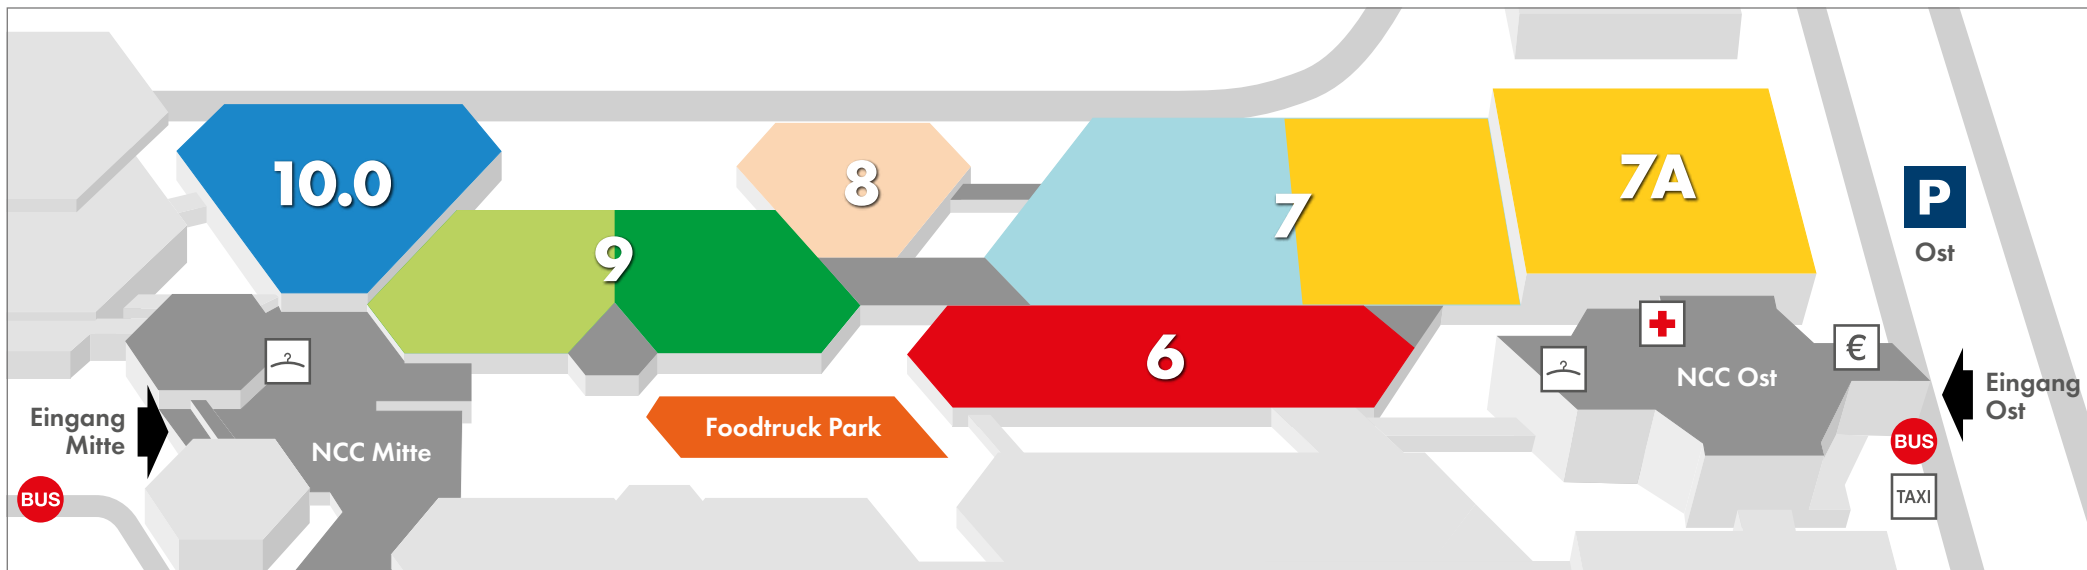 10.0
8
7A
7
9
P
Ost
6
€
NCC Ost
Eingang
Ost
Eingang
Mitte
Foodtruck Park
NCC Mitte
BUS
BUS
TAXI